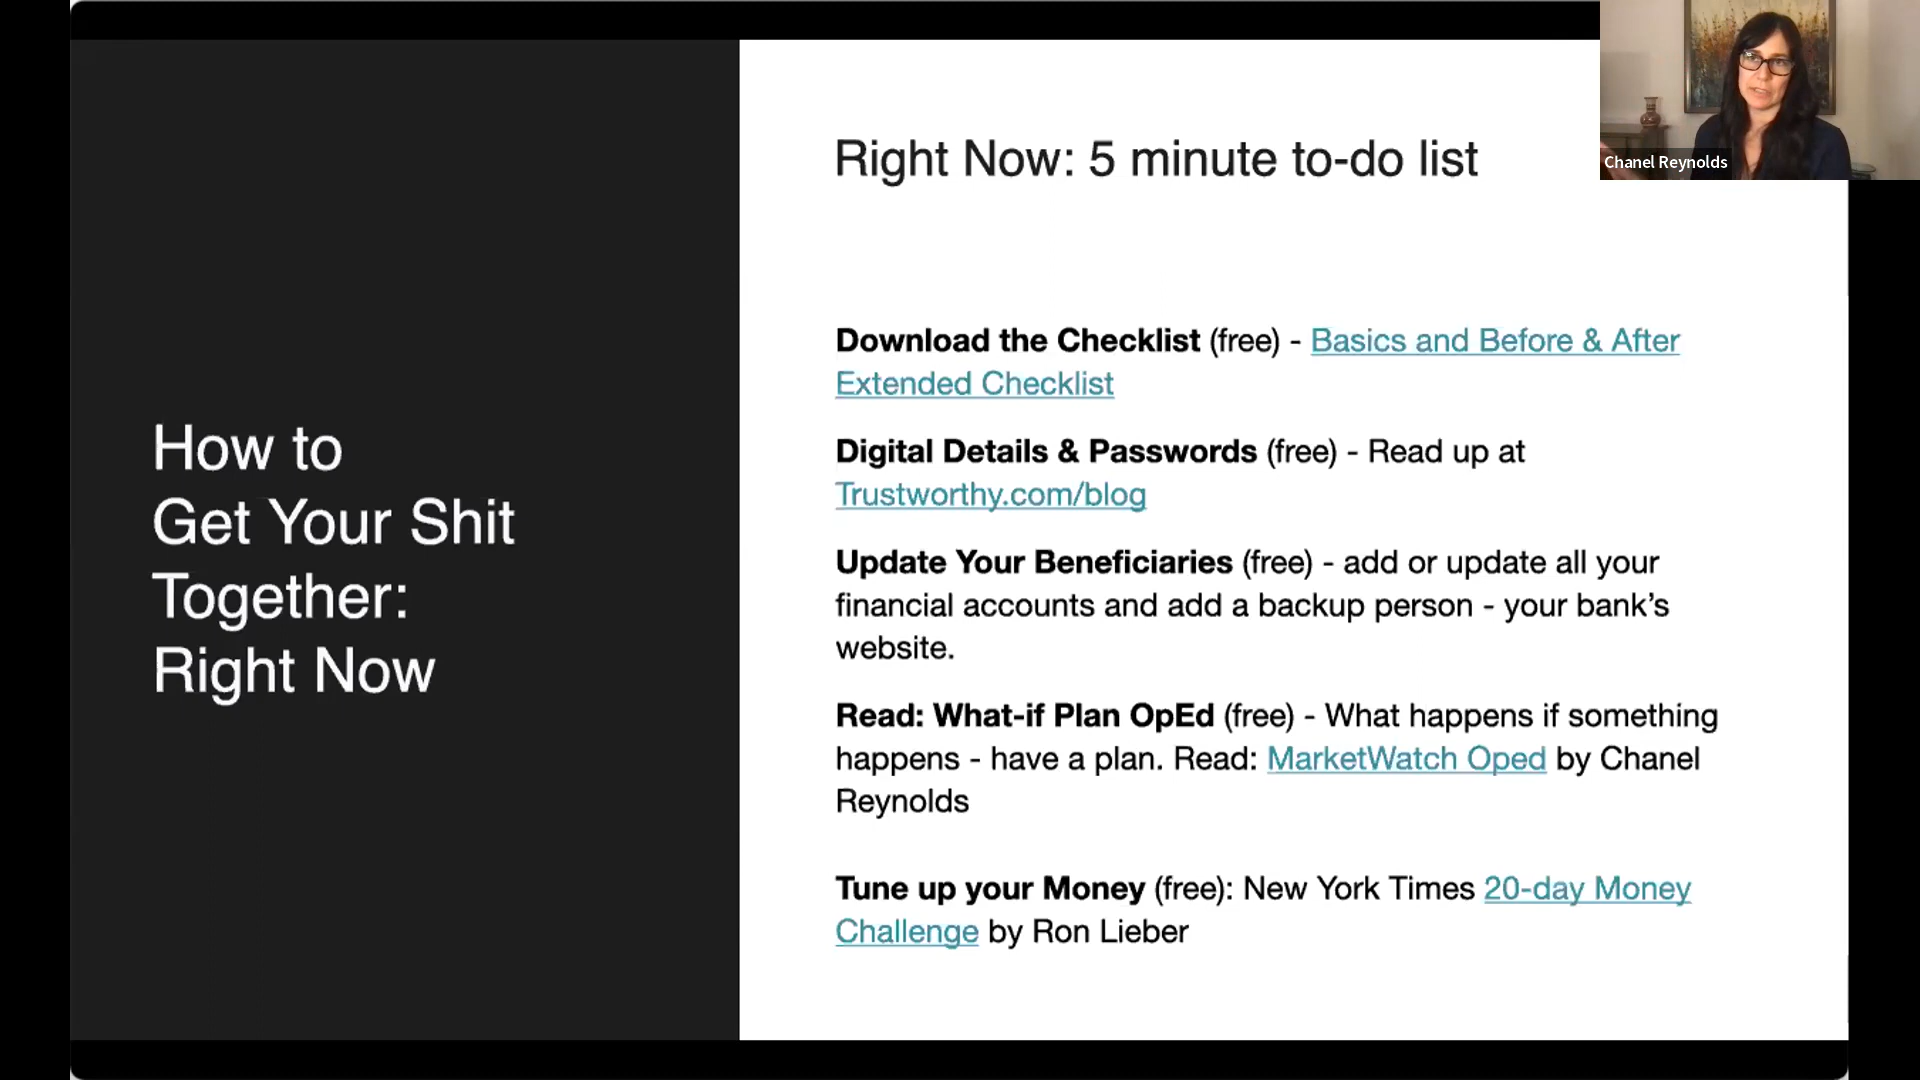 How to
Get Your Shit
Together:
Right Now
Right Now: 5 minute to-do list
Download the Checklist (free) - Basics and Before & After
Extended Checklist
Digital Details & Passwords (free) - Read up at
Trustworthy.com/blog
Update Your Beneficiaries (free) - add or update all your
financial accounts and add a backup person - your bank’s
website.
Read: What-if Plan OpEd (free) - What happens if something
happens - have a plan. Read: MarketWatch Oped by Chanel
Reynolds
Tune up your Money (free): New York Times 20-day Money
Challenge by Ron Lieber
Chanel Reynolds